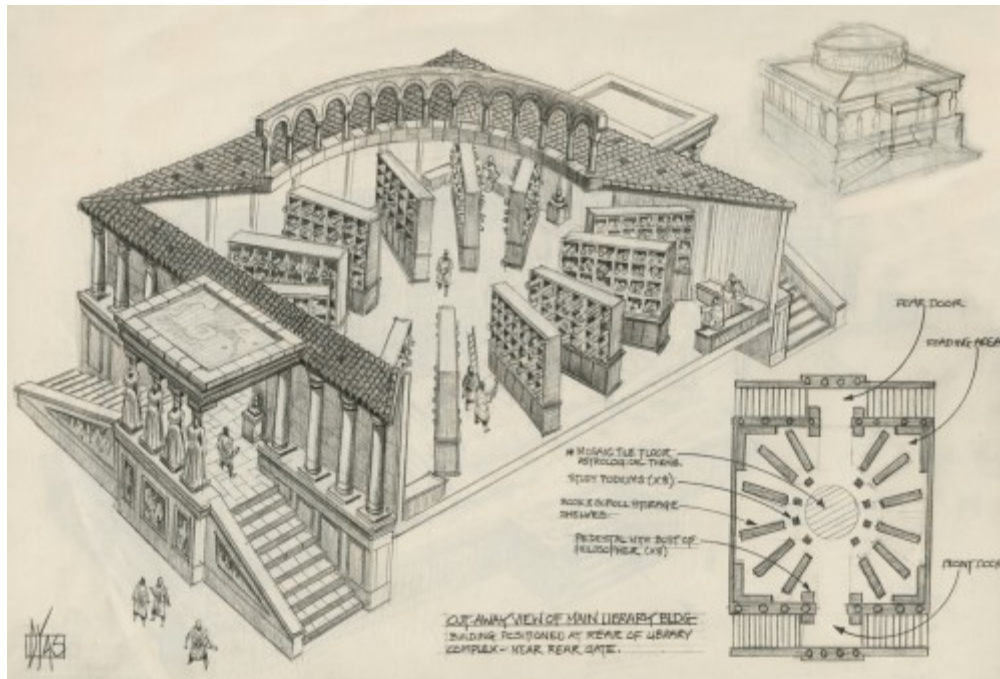 REAR DOOR
READING AREA
* MOSAIC TILE FLOOR
ASTROLOGICAL THEME.
STUDY PODIUMS (X8)
BOOK & SCROLL STORAGE
SHELVES.
PEDESTAL WITH BUST OF
(X8)
FRONT DOOR
CUT-AWAY VIEW OF MAIN LIBRARY BLDG
BUILDING POSITIONED AT REAR OF LIBRARY
COMPLEX - NEAR REAR GATE.